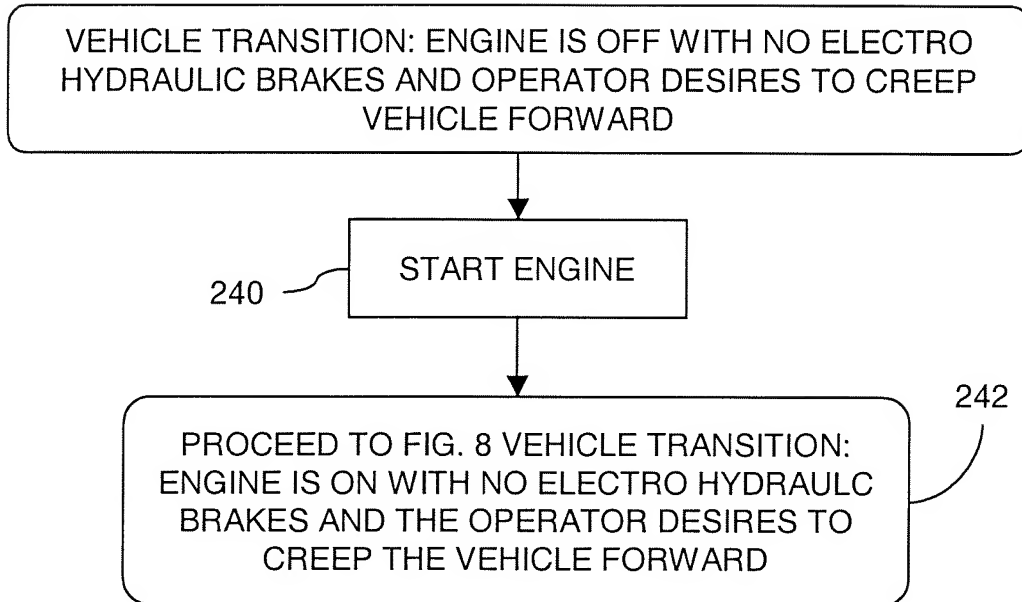 VEHICLE TRANSITION: ENGINE IS OFF WITH NO ELECTRO
HYDRAULIC BRAKES AND OPERATOR DESIRES TO CREEP
VEHICLE FORWARD
START ENGINE
240
242
PROCEED TO FIG. 8 VEHICLE TRANSITION:
ENGINE IS ON WITH NO ELECTRO HYDRAULC
BRAKES AND THE OPERATOR DESIRES TO
CREEP THE VEHICLE FORWARD